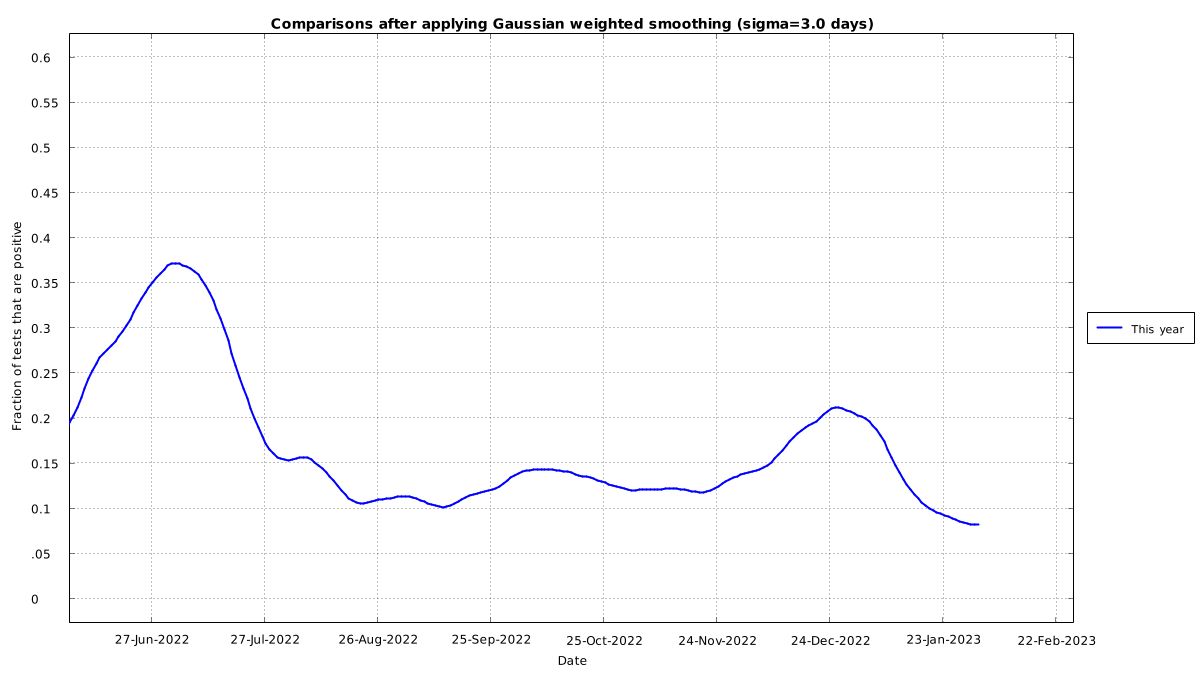 Comparisons after applying Gaussian weighted smoothing (sigma=3.0 days)
0.6
0.55
0.5
0.45
0.4
0.35
0.3
0.25
0.2
0.15
0.1
.05
0
Fraction of tests that are positive
27-Jun-2022 27-Jul-2022 26-Aug-2022 25-Sep-2022 25-Oct-2022 24-Nov-2022 24-Dec-2022 23-Jan-2023 22-Feb-2023
Date
This year